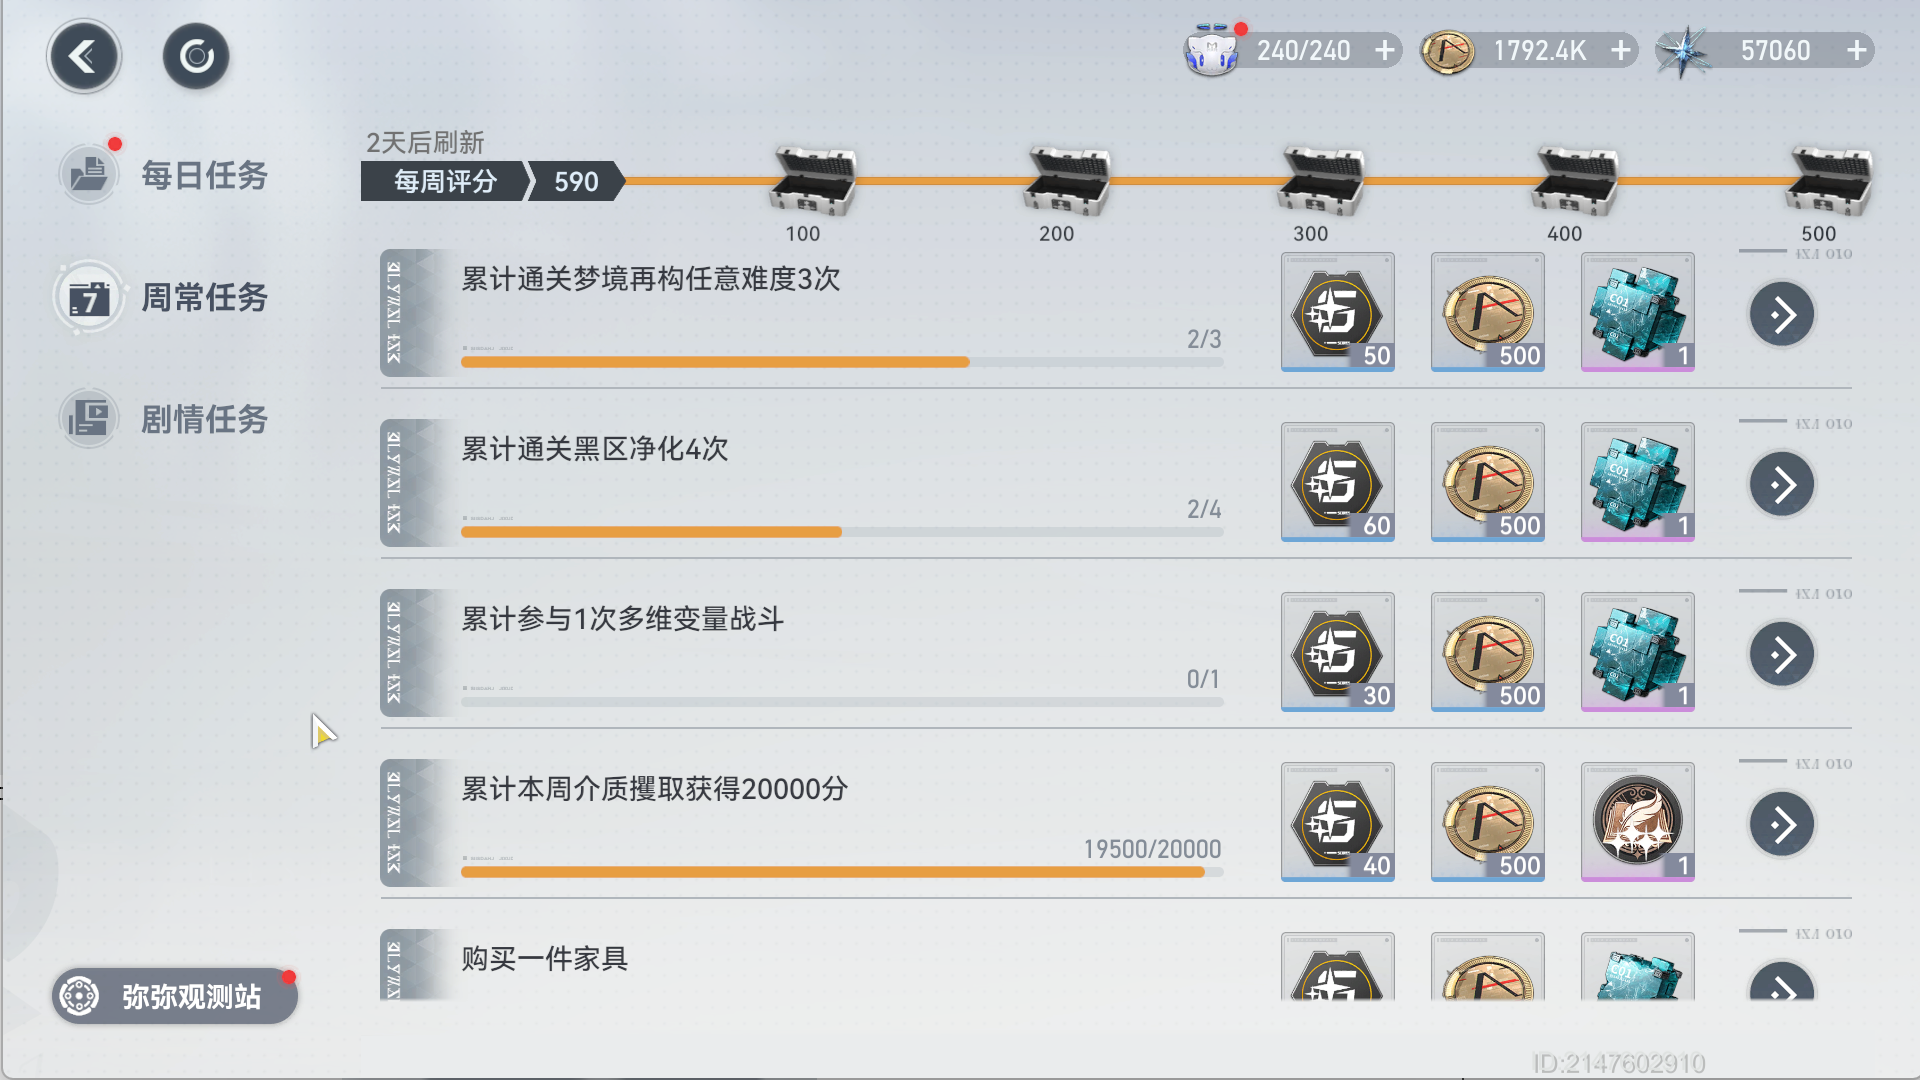 240/240
1792.4K
57060
2天后刷新
每周评分 590
100
200
300
400
500
每日任务
周常任务
7
剧情任务
累计通关梦境再构任意难度3次
2/3
50
500
1
累计通关黑区净化4次
2/4
60
500
1
累计参与1次多维变量战斗
0/1
30
500
1
累计本周介质攫取获得20000分
19500/20000
40
500
1
购买一件家具
弥弥观测站
ID:2147602910